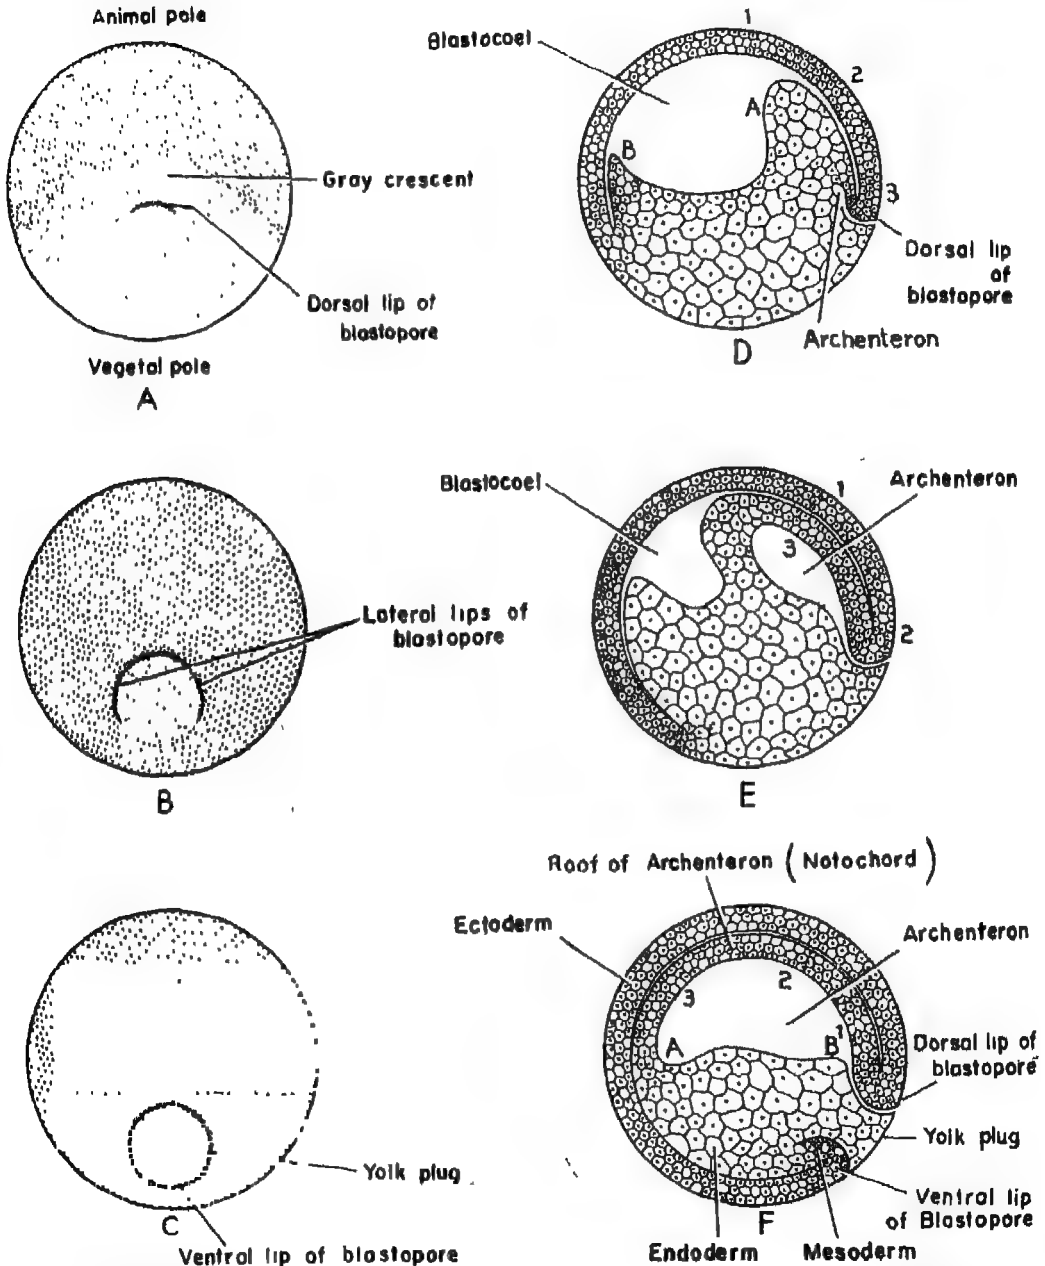 Animal pole
Gray crescent
Dorsal lip of
blastopore
Vegetal pole
A
Blastocoel
1
2
A
B
3
Dorsal lip
of
blastopore
Archenteron
D
Lateral lips of
blastopore
B
Blastocoel
Archenteron
1
3
2
E
Yolk plug
C
Ventral lip of blastopore
Roof of Archenteron (Notochord)
Ectoderm
Archenteron
2
3
A
B
1
Dorsal lip of
blastopore
Yolk plug
Ventral lip
of Blastopore
F
Endoderm
Mesoderm